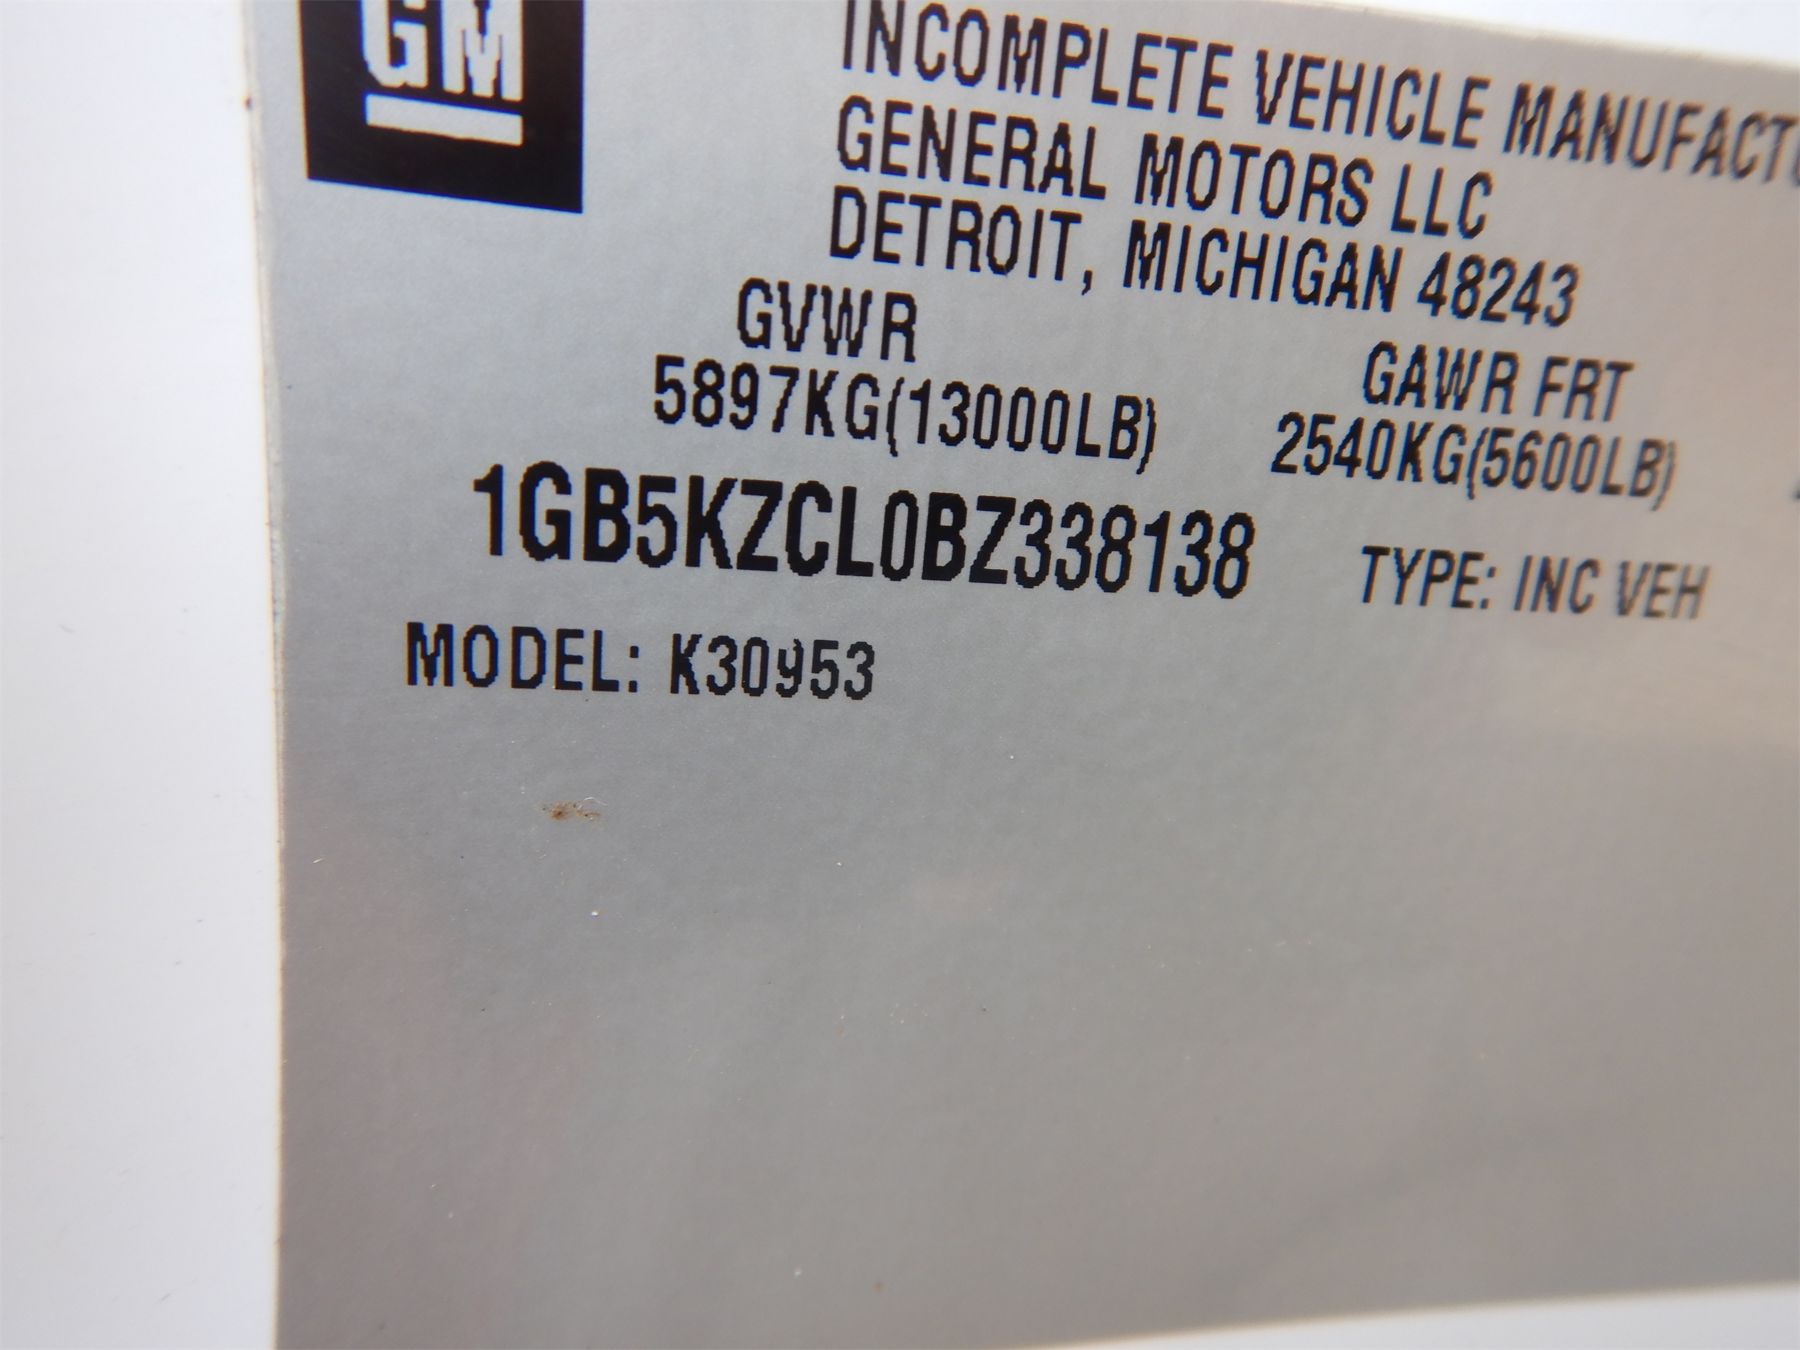 GM
INCOMPLETE VEHICLE MANUFACTU
GENERAL MOTORS LLC
DETROIT, MICHIGAN 48243
GVWR
GAWR FRT
5897KG(13000LB)
2540KG(5600LB)
1GB5KZCL0BZ338138
TYPE: INC VEH
MODEL: K30953